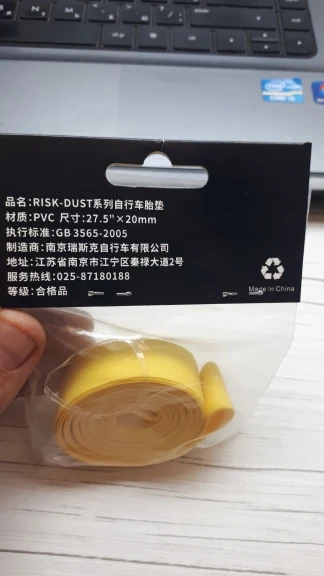 品名:RISK-DUST系列自行车胎垫
材质:PVC 尺寸:27.5"×20mm
执行标准:GB 3565-2005
制造商:南京瑞斯克自行车有限公司
地址:江苏省南京市江宁区秦禄大道2号
服务热线:025-87180188
等级:合格品
Made in China